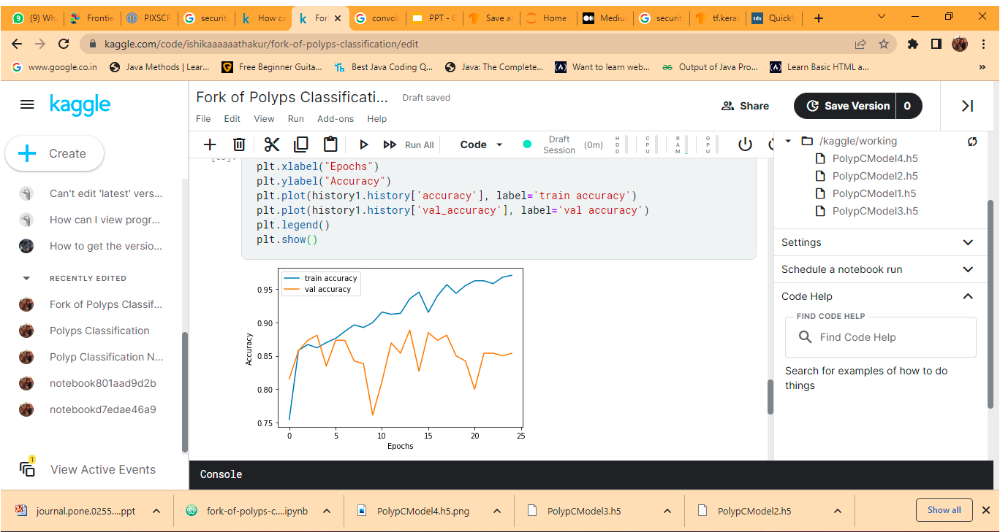 (9) Wha
Frontie
PIXSCR
security
How ca
For
convol
PPT - G
Save ar
Home
Mediun
securit
tf.keras
Quickly
kaggle.com/code/ishikaaaaaathakur/fork-of-polyps-classification/edit
www.google.co.in
Java Methods | Lear...
Free Beginner Guita...
Best Java Coding Q...
Java: The Complete...
Want to learn web...
Output of Java Pro...
Learn Basic HTML a...
kaggle
Create
Can't edit 'latest' vers...
How can I view progr...
How to get the versio...
RECENTLY EDITED
Fork of Polyps Classif...
Polyps Classification
Polyp Classification N...
notebook801aad9d2b
notebookd7edae46a9
1
View Active Events
Fork of Polyps Classificati...
Draft saved
File Edit View Run Add-ons Help
Share
Save Version 0
Run All
Code
Draft
Session
(0m)
HDD
CPU
RAM
GPU
plt.xlabel("Epochs")
plt.ylabel("Accuracy")
plt.plot(history1.history['accuracy'], label='train accuracy')
plt.plot(history1.history['val_accuracy'], label='val accuracy')
plt.legend()
plt.show()
train accuracy
val accuracy
Accuracy
0.95
0.90
0.85
0.80
0.75
0 5 10 15 20 25
Epochs
Console
/kaggle/working
PolypCModel4.h5
PolypCModel2.h5
PolypCModel1.h5
PolypCModel3.h5
Settings
Schedule a notebook run
Code Help
FIND CODE HELP
Find Code Help
Search for examples of how to do
things
journal.pone.0255....ppt
fork-of-polyps-c....ipynb
PolypCModel4.h5.png
PolypCModel3.h5
PolypCModel2.h5
Show all